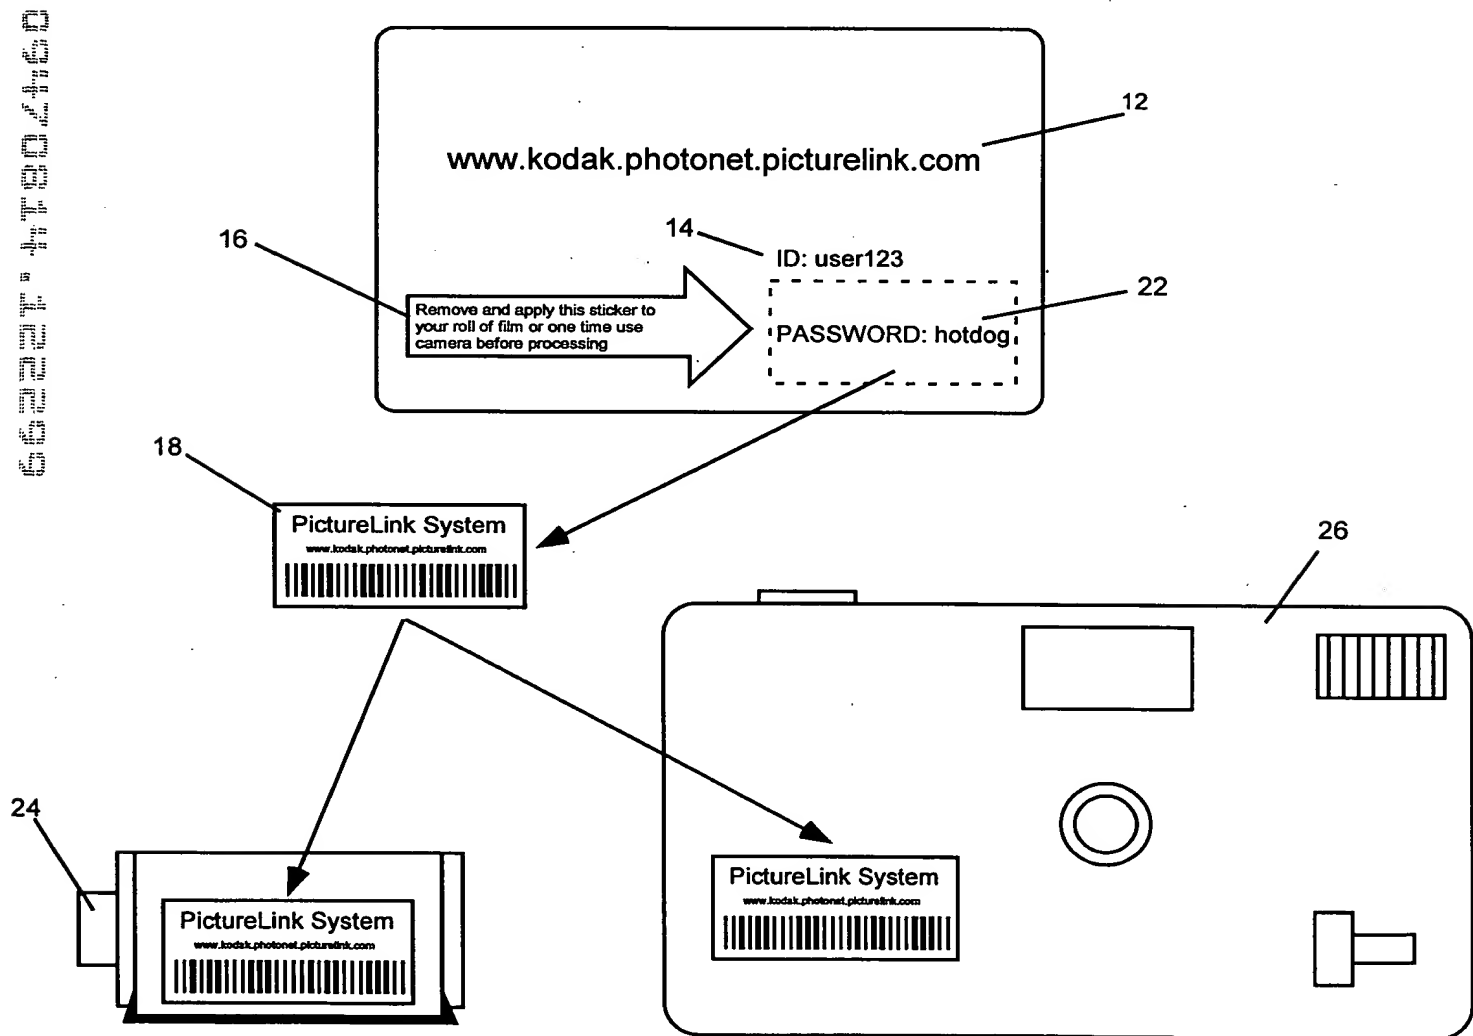 09470814.122299
12
www.kodak.photonet.picturelink.com
14
16
ID: user123
22
Remove and apply this sticker to
your roll of film or one time use
camera before processing
PASSWORD: hotdog
18
PictureLink System
www.kodak.photonet.picturelink.com
26
24
PictureLink System
www.kodak.photonet.picturelink.com
PictureLink System
www.kodak.photonet.picturelink.com